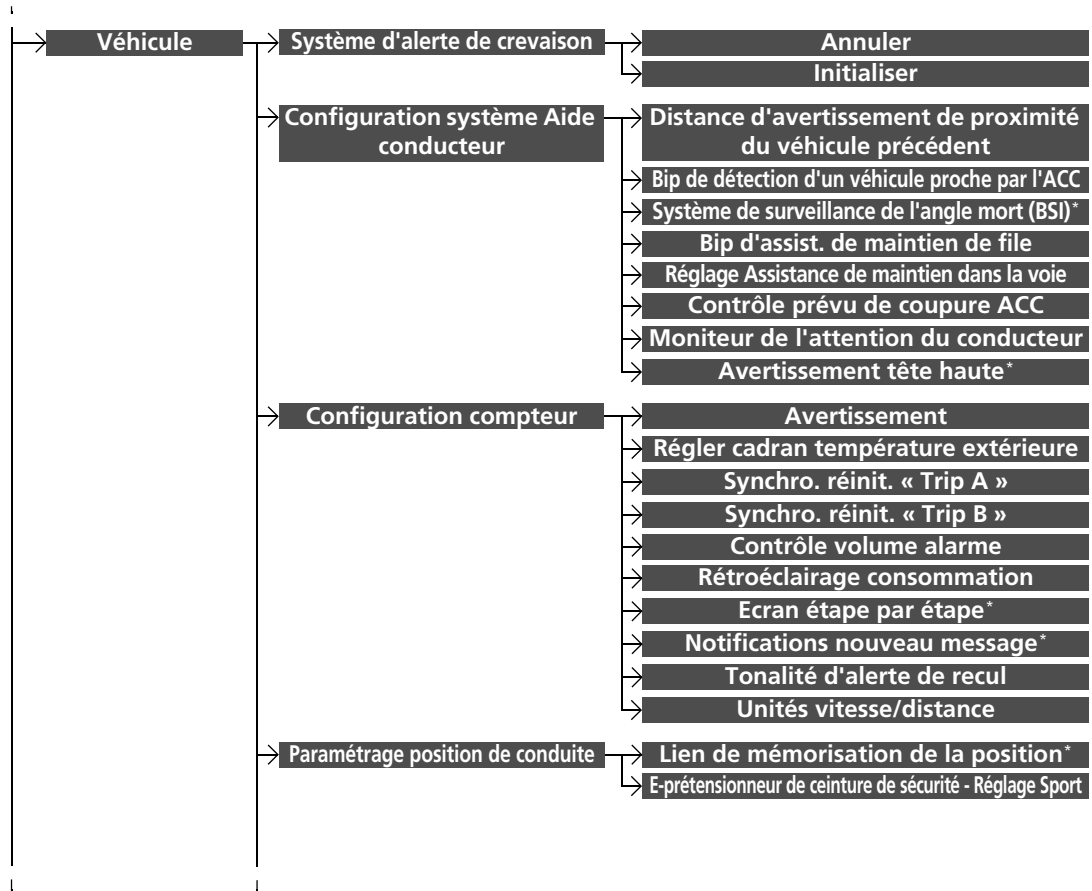 Véhicule
Système d'alerte de crevaison
Annuler
Initialiser
Configuration système Aide
conducteur
Distance d'avertissement de proximité
du véhicule précédent
Bip de détection d'un véhicule proche par l'ACC
Système de surveillance de l'angle mort (BSI)*
Bip d'assist. de maintien de file
Réglage Assistance de maintien dans la voie
Contrôle prévu de coupure ACC
Moniteur de l'attention du conducteur
Avertissement tête haute*
Configuration compteur
Avertissement
Régler cadran température extérieure
Synchro. réinit. « Trip A »
Synchro. réinit. « Trip B »
Contrôle volume alarme
Rétroéclairage consommation
Ecran étape par étape*
Notifications nouveau message*
Tonalité d'alerte de recul
Unités vitesse/distance
Paramétrage position de conduite
Lien de mémorisation de la position*
E-prétensionneur de ceinture de sécurité - Réglage Sport